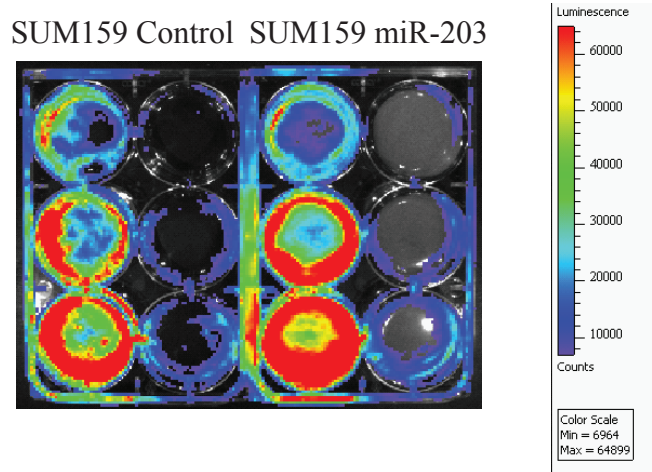 SUM159 Control SUM159 miR-203
Luminescence
60000
50000
40000
30000
20000
10000
Counts
Color Scale
Min = 6964
Max = 64899